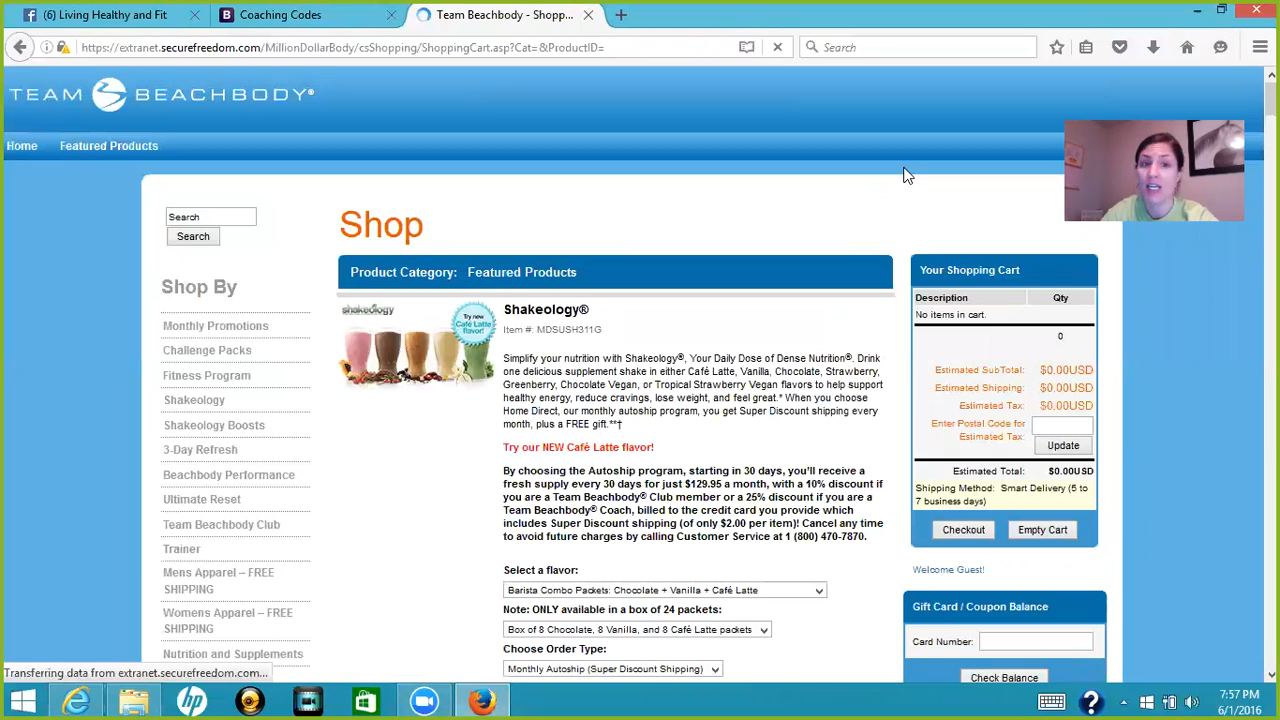 (6) Living Healthy and Fit
Coaching Codes
Team Beachbody - Shopp...
https://extranet.securefreedom.com/MillionDollarBody/csShopping/ShoppingCart.asp?Cat=&ProductID=
Search
TEAM BEACHBODY
Home
Featured Products
Search
Search
Shop By
Monthly Promotions
Challenge Packs
Fitness Program
Shakeology
Shakeology Boosts
3-Day Refresh
Beachbody Performance
Ultimate Reset
Team Beachbody Club
Trainer
Mens Apparel – FREE
SHIPPING
Womens Apparel – FREE
SHIPPING
Nutrition and Supplements
Shop
Product Category: Featured Products
shakeology
Try new
Café Latte
flavor!
Shakeology®
Item #: MDSUSH311G
Simplify your nutrition with Shakeology®, Your Daily Dose of Dense Nutrition®. Drink
one delicious supplement shake in either Café Latte, Vanilla, Chocolate, Strawberry,
Greenberry, Chocolate Vegan, or Tropical Strawberry Vegan flavors to help support
healthy energy, reduce cravings, lose weight, and feel great.* When you choose
Home Direct, our monthly autoship program, you get Super Discount shipping every
month, plus a FREE gift.**†
Try our NEW Café Latte flavor!
By choosing the Autoship program, starting in 30 days, you'll receive a
fresh supply every 30 days for just $129.95 a month, with a 10% discount if
you are a Team Beachbody® Club member or a 25% discount if you are a
Team Beachbody® Coach, billed to the credit card you provide which
includes Super Discount shipping (of only $2.00 per item)! Cancel any time
to avoid future charges by calling Customer Service at 1 (800) 470-7870.
Select a flavor:
Barista Combo Packets: Chocolate + Vanilla + Café Latte
Note: ONLY available in a box of 24 packets:
Box of 8 Chocolate, 8 Vanilla, and 8 Café Latte packets
Choose Order Type:
Monthly Autoship (Super Discount Shipping)
Your Shopping Cart
Description Qty
No items in cart.
0
Estimated SubTotal: $0.00USD
Estimated Shipping: $0.00USD
Estimated Tax: $0.00USD
Enter Postal Code for
Estimated Tax:
Update
Estimated Total: $0.00USD
Shipping Method: Smart Delivery (5 to
7 business days)
Checkout
Empty Cart
Welcome Guest!
Gift Card / Coupon Balance
Card Number:
Check Balance
Transferring data from extranet.securefreedom.com...
7:57 PM
6/1/2016